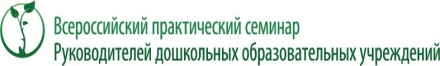 Всероссийский практический семинар
Руководителей дошкольных образовательных учреждений